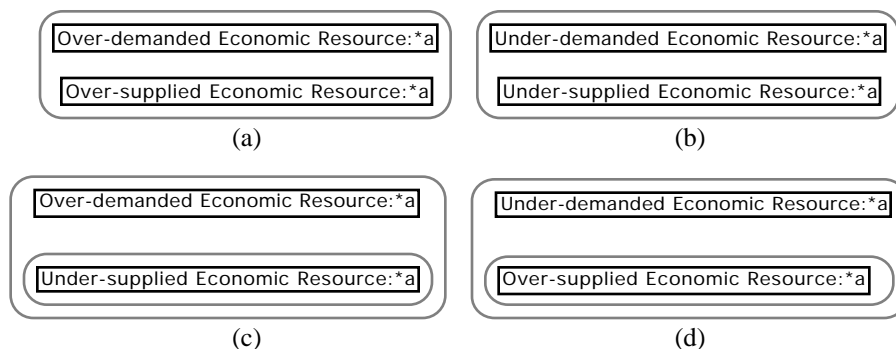 Over-demanded Economic Resource:*a Under-demanded Economic Resource:*a
Over-supplied Economic Resource:*a Under-supplied Economic Resource:*a
(a) (b)
Over-demanded Economic Resource:*a Under-demanded Economic Resource:*a
Under-supplied Economic Resource:*a Over-supplied Economic Resource:*a
(c) (d)